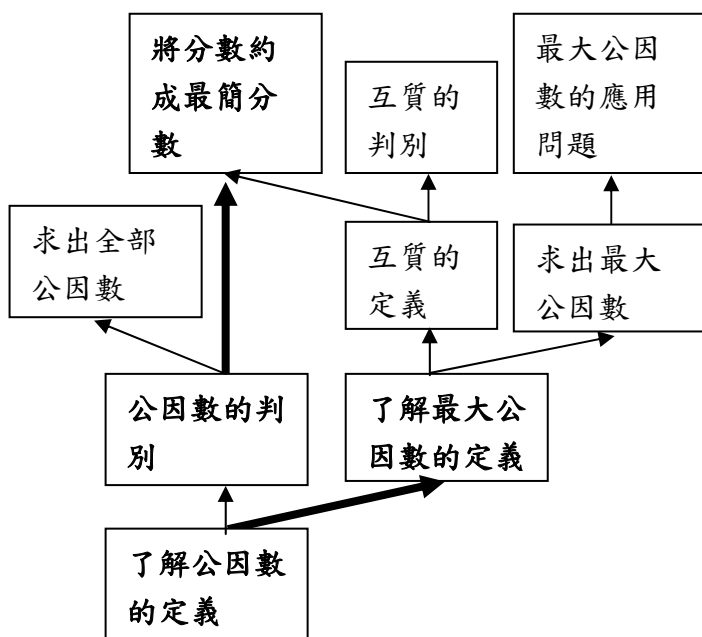 將分數約
成最簡分
數
互質的
判別
最大公因
數的應用
問題
求出全部
公因數
互質的
定義
求出最大
公因數
公因數的判
別
了解最大公
因數的定義
了解公因數
的定義